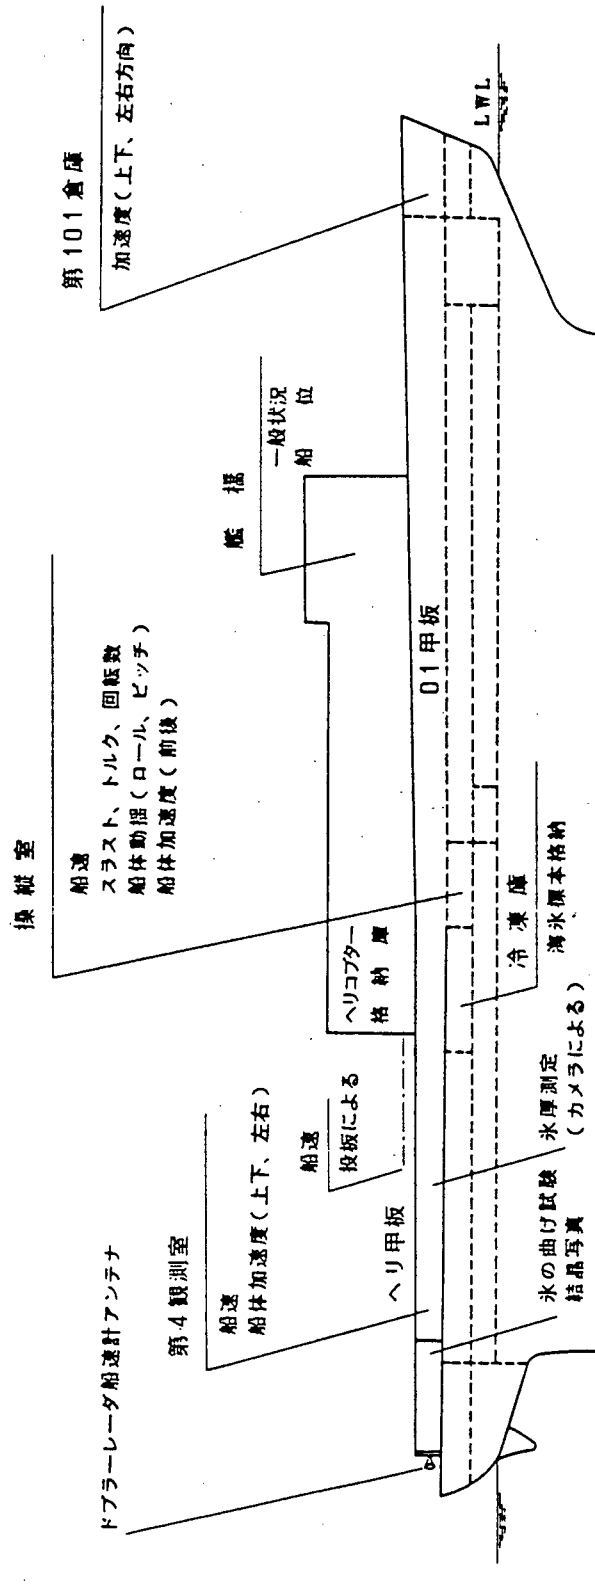 ドプラーレーダ船速計アンテナ
第4観測室
船速
船体加速度(上下、左右)
船速
投板による
ヘリ甲板
ヘリコプター
格納庫
操縦室
船速
スラスト、トルク、回転数
船体動揺(ロール、ピッチ)
船体加速度(前後)
艦橋
一般状況
船位
第101倉庫
加速度(上下、左右方向)
01甲板
LWL
冷凍庫
海氷標本格納
氷厚測定
(カメラによる)
氷の曲げ試験
結晶写真